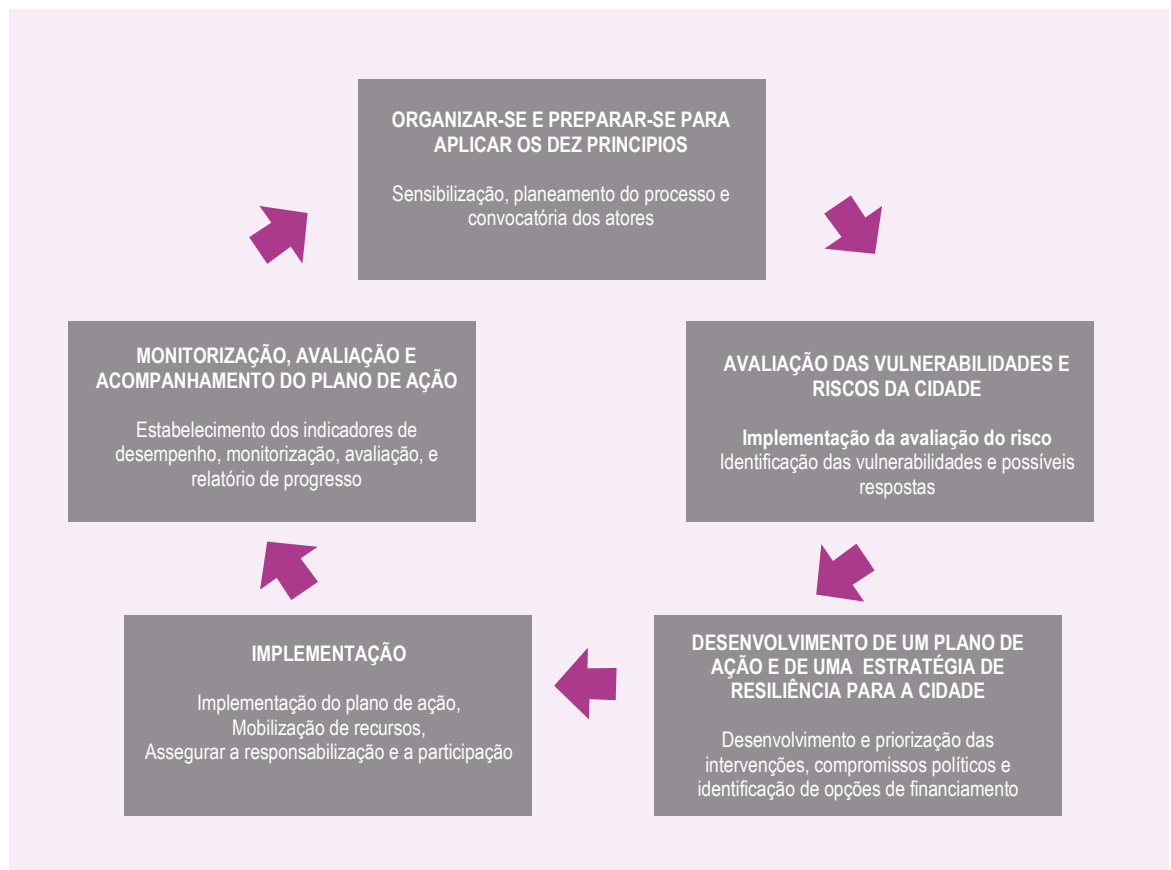 ORGANIZAR-SE E PREPARAR-SE PARA
APLICAR OS DEZ PRINCIPIOS
Sensibilização, planeamento do processo e
convocatória dos atores
AVALIAÇÃO DAS VULNERABILIDADES E
RISCOS DA CIDADE
Implementação da avaliação do risco
Identificação das vulnerabilidades e possíveis
respostas
DESENVOLVIMENTO DE UM PLANO DE
AÇÃO E DE UMA ESTRATÉGIA DE
RESILIÊNCIA PARA A CIDADE
Desenvolvimento e priorização das
intervenções, compromissos políticos e
identificação de opções de financiamento
IMPLEMENTAÇÃO
Implementação do plano de ação,
Mobilização de recursos,
Assegurar a responsabilização e a participação
MONITORIZAÇÃO, AVALIAÇÃO E
ACOMPANHAMENTO DO PLANO DE AÇÃO
Estabelecimento dos indicadores de
desempenho, monitorização, avaliação, e
relatório de progresso